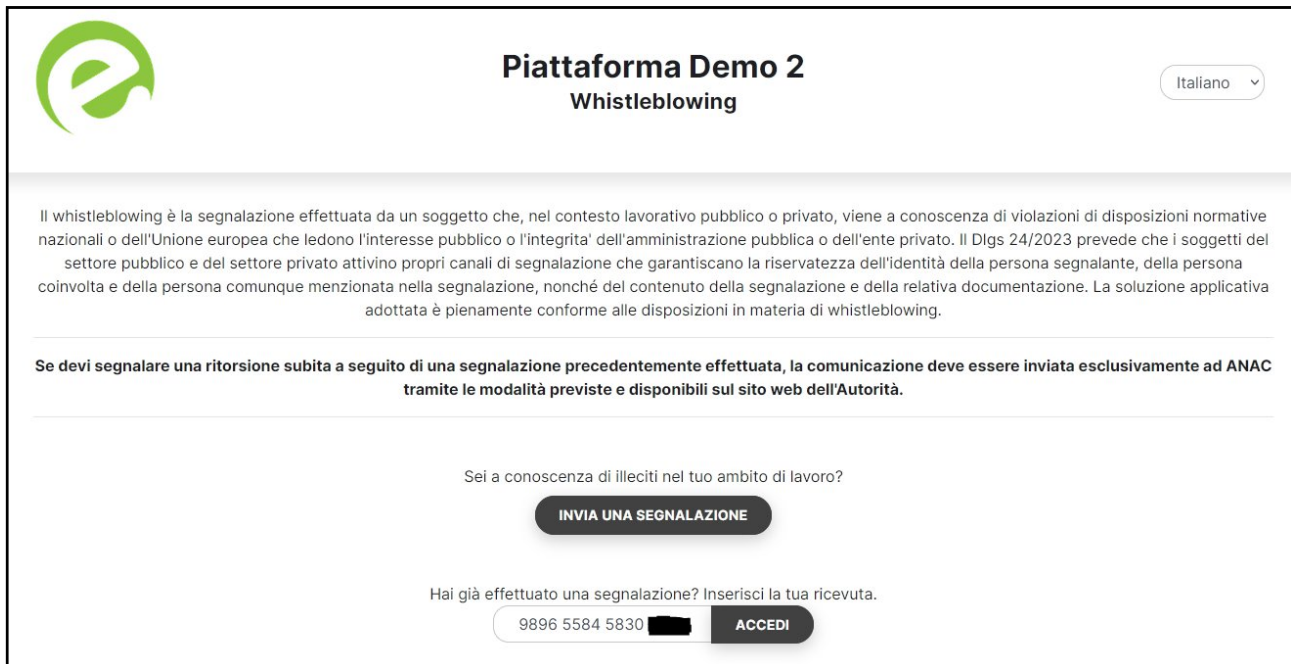 Piattaforma Demo 2
Whistleblowing
Italiano
Il whistleblowing è la segnalazione effettuata da un soggetto che, nel contesto lavorativo pubblico o privato, viene a conoscenza di violazioni di disposizioni normative
nazionali o dell'Unione europea che ledono l'interesse pubblico o l'integrita' dell'amministrazione pubblica o dell'ente privato. Il Dlgs 24/2023 prevede che i soggetti del
settore pubblico e del settore privato attivino propri canali di segnalazione che garantiscano la riservatezza dell'identità della persona segnalante, della persona
coinvolta e della persona comunque menzionata nella segnalazione, nonché del contenuto della segnalazione e della relativa documentazione. La soluzione applicativa
adottata è pienamente conforme alle disposizioni in materia di whistleblowing.
Se devi segnalare una ritorsione subita a seguito di una segnalazione precedentemente effettuata, la comunicazione deve essere inviata esclusivamente ad ANAC
tramite le modalità previste e disponibili sul sito web dell'Autorità.
Sei a conoscenza di illeciti nel tuo ambito di lavoro?
INVIA UNA SEGNALAZIONE
Hai già effettuato una segnalazione? Inserisci la tua ricevuta.
9896 5584 5830
ACCEDI